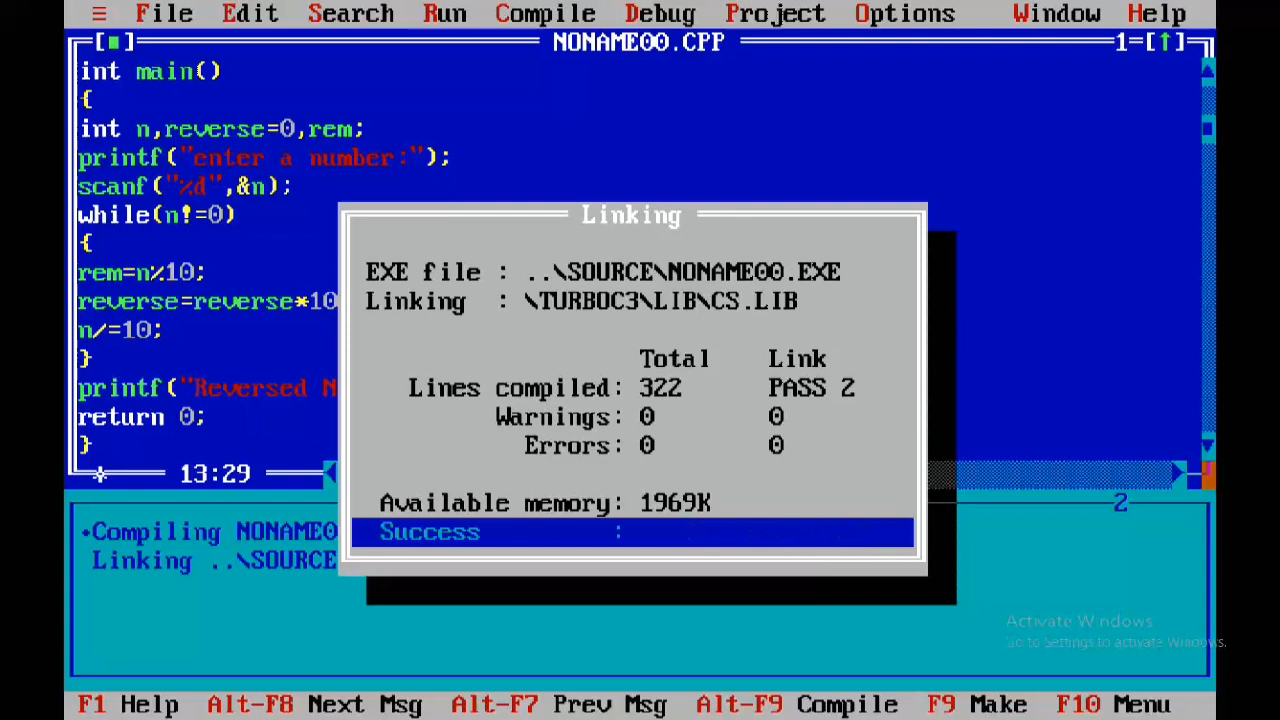 ≡ File Edit Search Run Compile Debug Project Options Window Help
[■] NONAME00.CPP 1=[↑]
int main()
{
int n,reverse=0,rem;
printf("enter a number:");
scanf("%d",&n);
while(n!=0)
{
rem=n%10;
reverse=reverse*10
n/=10;
}
printf("Reversed N
return 0;
}
13:29
Linking
EXE file : ..\SOURCE\NONAME00.EXE
Linking : \TURBOC3\LIB\CS.LIB
Total Link
Lines compiled: 322 PASS 2
Warnings: 0 0
Errors: 0 0
Available memory: 1969K
Success :
2
•Compiling NONAME0
Linking ..\SOURCE
Activate Windows
Go to Settings to activate Windows.
F1 Help Alt-F8 Next Msg Alt-F7 Prev Msg Alt-F9 Compile F9 Make F10 Menu